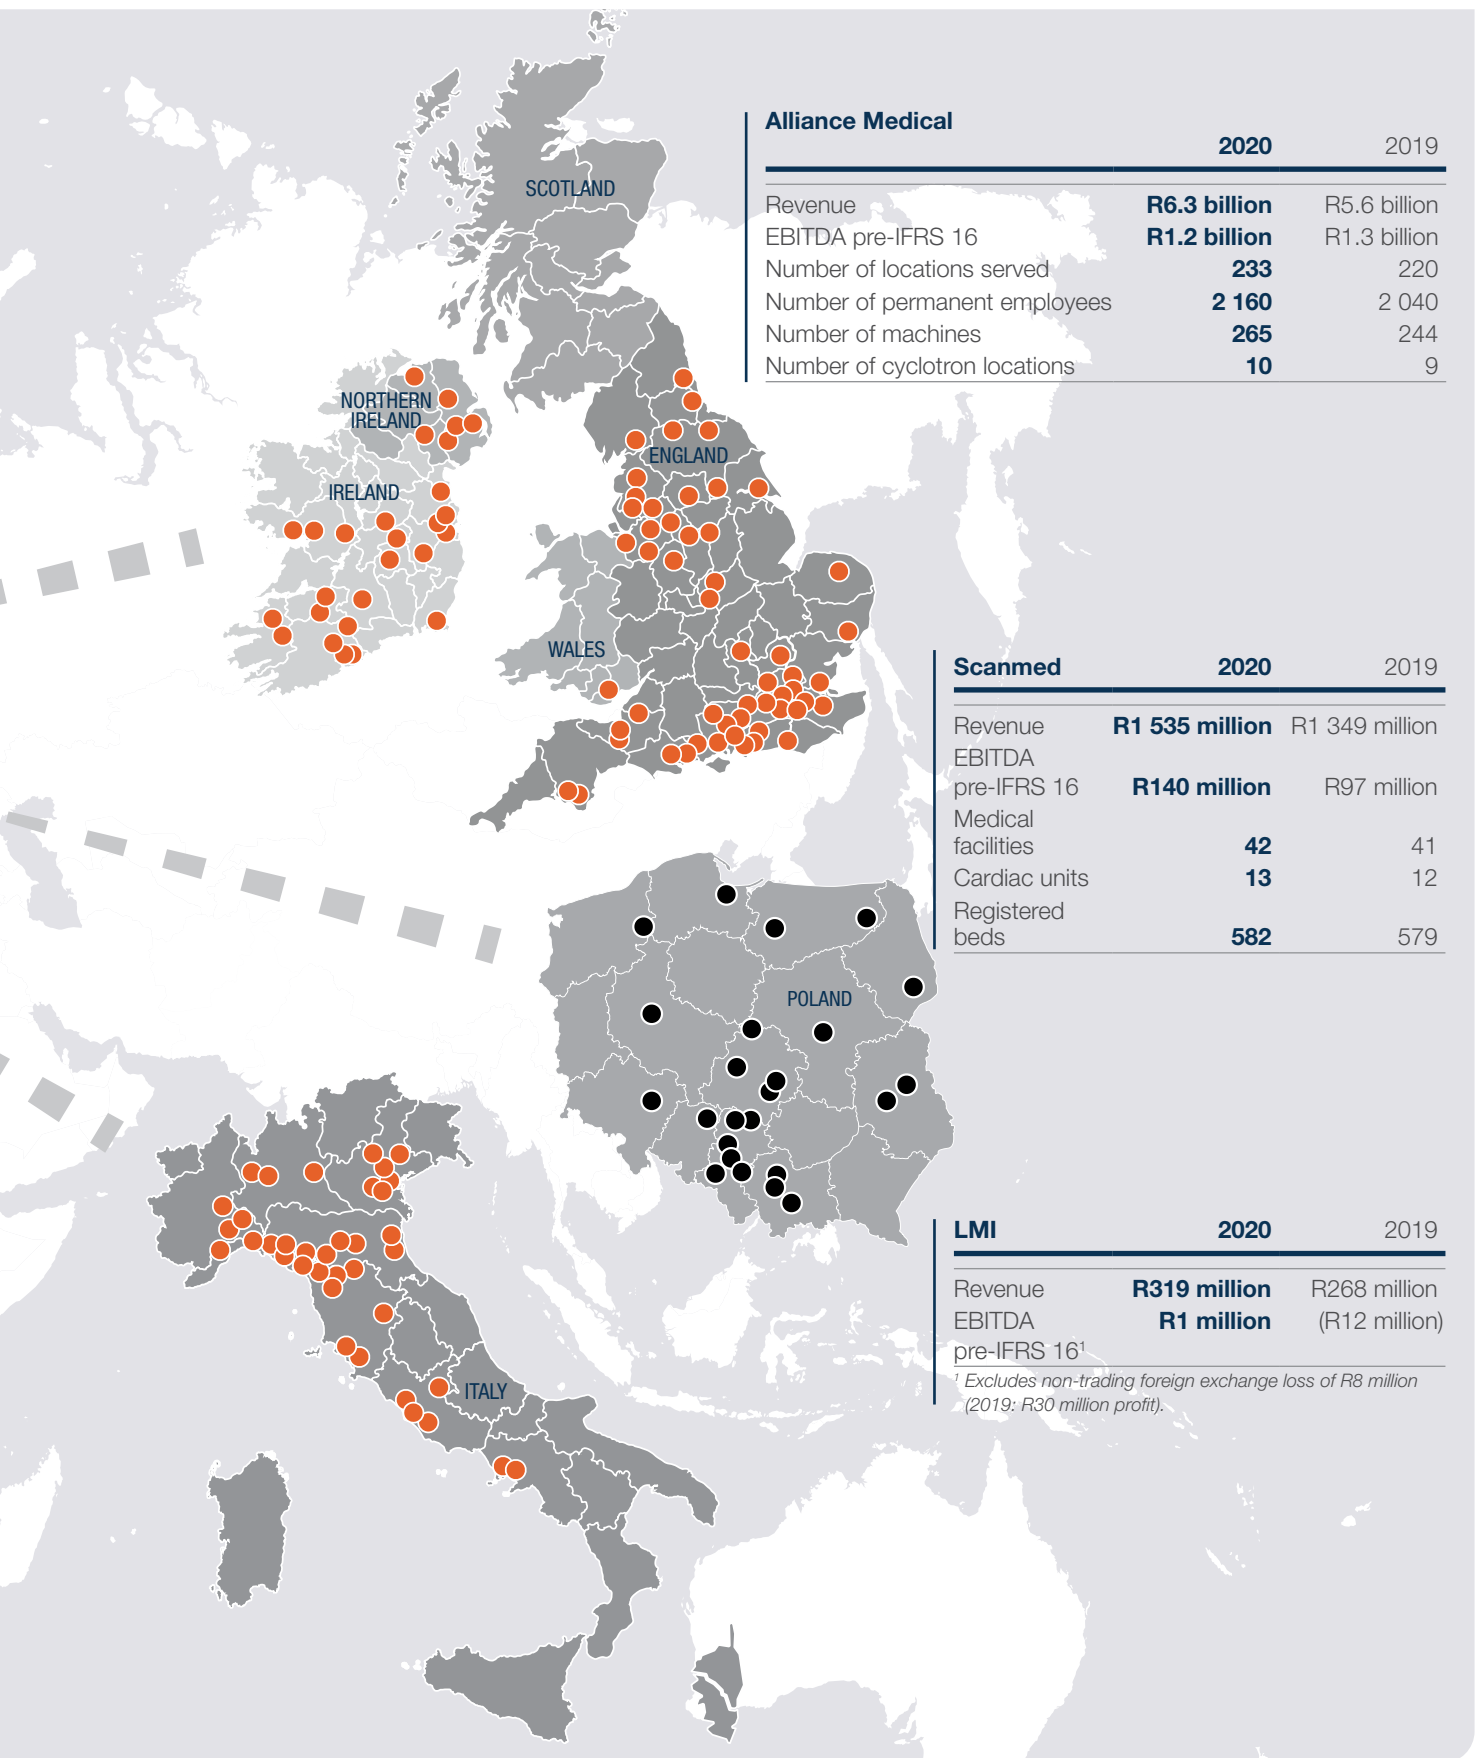 Alliance Medical
2020 2019
Revenue R6.3 billion R5.6 billion
EBITDA pre-IFRS 16 R1.2 billion R1.3 billion
Number of locations served 233 220
Number of permanent employees 2 160 2 040
Number of machines 265 244
Number of cyclotron locations 10 9
SCOTLAND
NORTHERN
IRELAND
ENGLAND
IRELAND
WALES
Scanmed 2020 2019
Revenue R1 535 million R1 349 million
EBITDA
pre-IFRS 16 R140 million R97 million
Medical
facilities 42 41
Cardiac units 13 12
Registered
beds 582 579
POLAND
LMI 2020 2019
Revenue R319 million R268 million
EBITDA R1 million (R12 million)
pre-IFRS 16¹
¹ Excludes non-trading foreign exchange loss of R8 million
(2019: R30 million profit).
ITALY